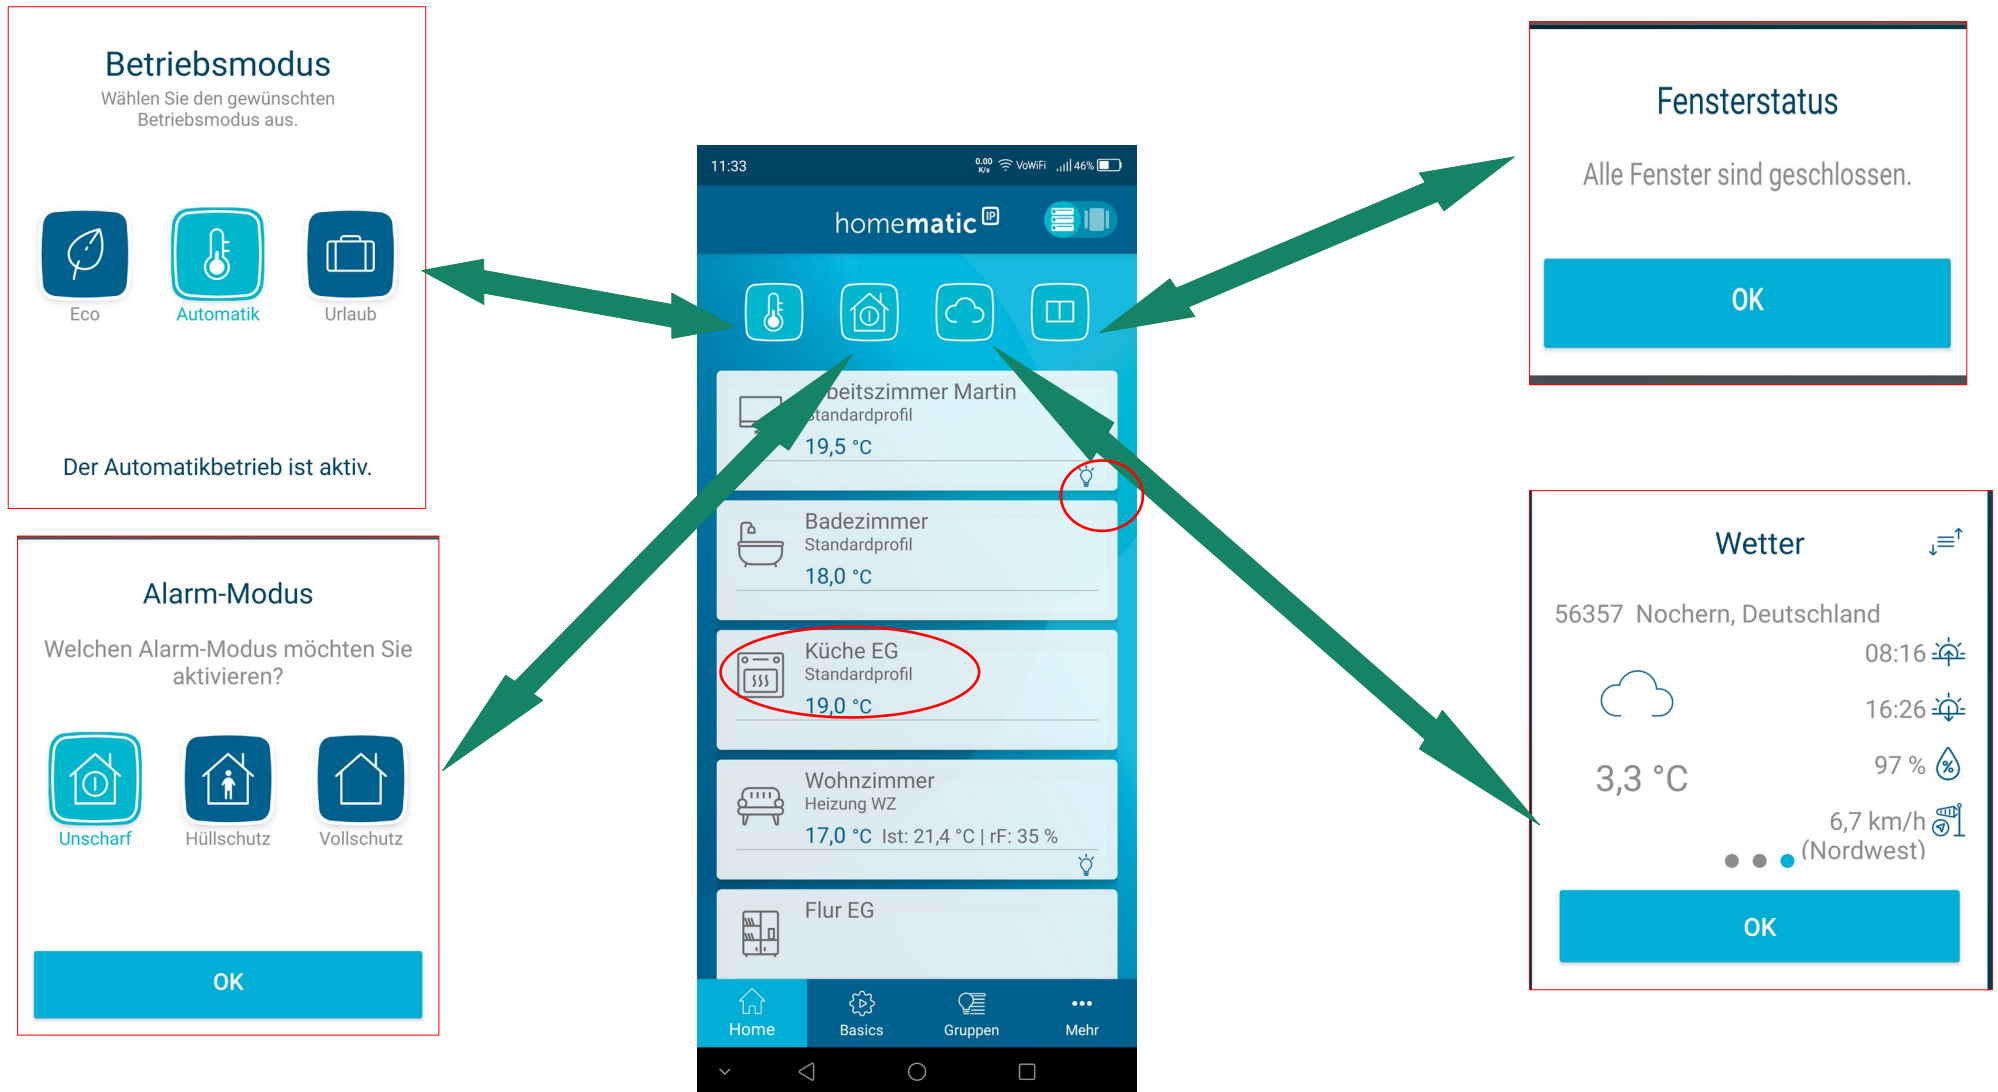 Betriebsmodus
Wählen Sie den gewünschten
Betriebsmodus aus.
Eco
Automatik
Urlaub
Der Automatikbetrieb ist aktiv.
Alarm-Modus
Welchen Alarm-Modus möchten Sie
aktivieren?
Unscharf
Hüllschutz
Vollschutz
OK
11:33
0.00
K/s
VoWiFi
46%
homematic IP
beitszimmer Martin
Standardprofil
19,5 °C
Badezimmer
Standardprofil
18,0 °C
Küche EG
Standardprofil
19,0 °C
Wohnzimmer
Heizung WZ
17,0 °C Ist: 21,4 °C | rF: 35 %
Flur EG
Home
Basics
Gruppen
Mehr
Fensterstatus
Alle Fenster sind geschlossen.
OK
Wetter
56357 Nochern, Deutschland
08:16
16:26
3,3 °C
97 %
6,7 km/h
(Nordwest)
OK